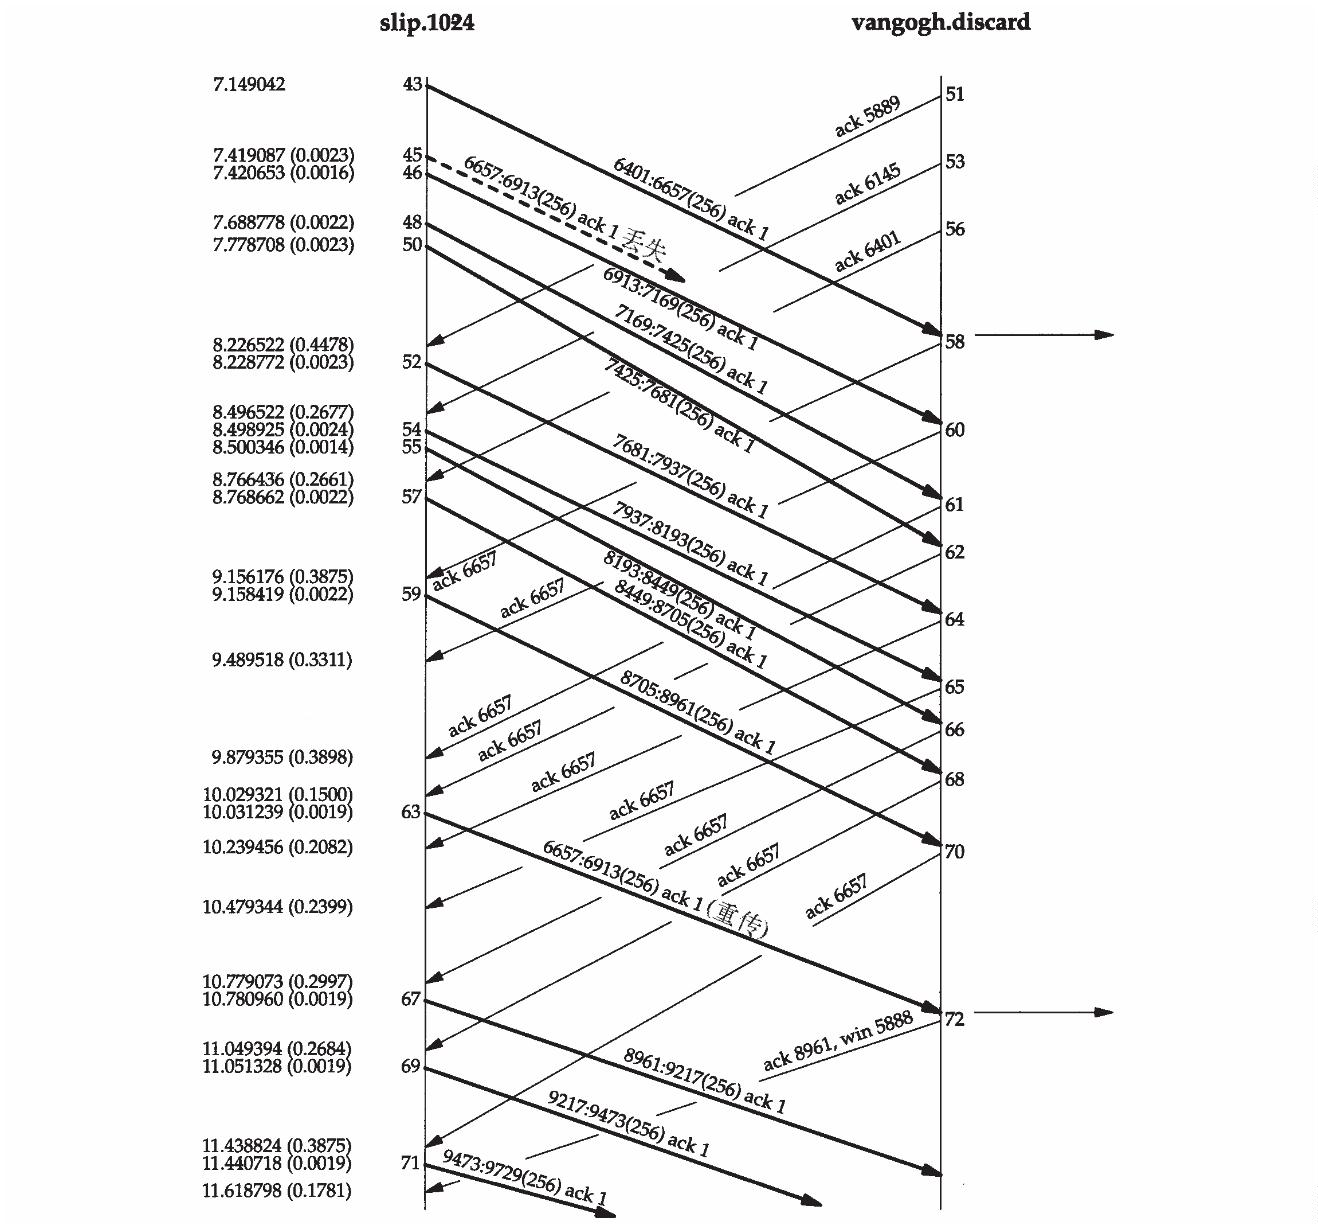 slip.1024 vangogh.discard
7.149042 43
51
ack 5889
7.419087 (0.0023) 45
7.420653 (0.0016) 46
6657:6913(256) ack 1 丢失
6401:6657(256) ack 1
53
ack 6145
7.688778 (0.0022) 48
7.778708 (0.0023) 50
56
ack 6401
6913:7169(256) ack 1
7169:7425(256) ack 1
7425:7681(256) ack 1
58
8.226522 (0.4478)
8.228772 (0.0023) 52
8.496522 (0.2677)
8.498925 (0.0024) 54
8.500346 (0.0014) 55
60
7681:7937(256) ack 1
8.766436 (0.2661)
8.768662 (0.0022) 57
61
7937:8193(256) ack 1
62
8193:8449(256) ack 1
8449:8705(256) ack 1
9.156176 (0.3875)
ack 6657
9.158419 (0.0022) 59
ack 6657
64
9.489518 (0.3311)
8705:8961(256) ack 1
65
ack 6657
66
ack 6657
9.879355 (0.3898)
ack 6657
68
10.029321 (0.1500)
10.031239 (0.0019) 63
ack 6657
10.239456 (0.2082)
ack 6657
70
6657:6913(256) ack 1 (重传)
ack 6657
ack 6657
10.479344 (0.2399)
10.779073 (0.2997)
10.780960 (0.0019) 67
72
ack 8961, win 5888
11.049394 (0.2684)
11.051328 (0.0019) 69
8961:9217(256) ack 1
9217:9473(256) ack 1
11.438824 (0.3875)
11.440718 (0.0019) 71
9473:9729(256) ack 1
11.618798 (0.1781)